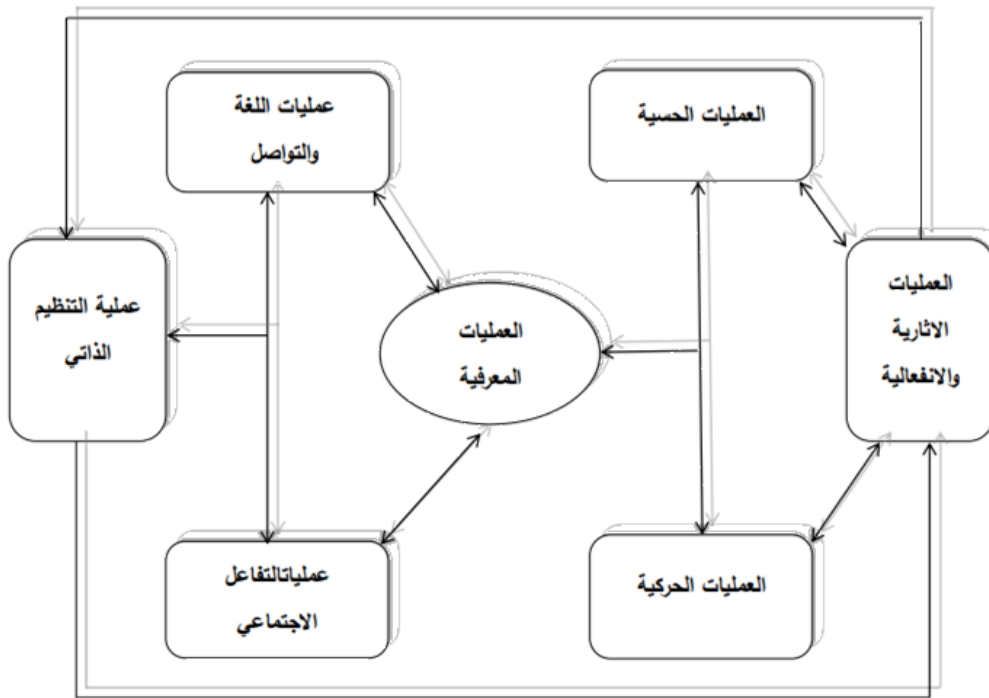 العمليات الحسية
عمليات اللغة
والتواصل
العمليات
الاثارية
والانفعالية
العمليات
المعرفية
عملية التنظيم
الذاتي
العمليات الحركية
عملياتالتفاعل
الاجتماعي